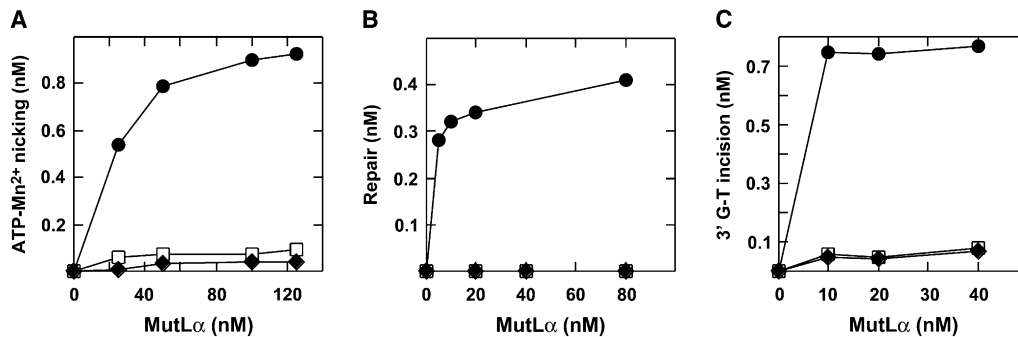 A
B
C
ATP-Mn²⁺ nicking (nM)
0.8
0.6
0.4
0.2
0
40
80
120
MutLα (nM)
Repair (nM)
0.4
0.3
0.2
0.1
0
20
40
60
80
MutLα (nM)
3' G-T incision (nM)
0.7
0.5
0.3
0.1
0
10
20
30
40
MutLα (nM)